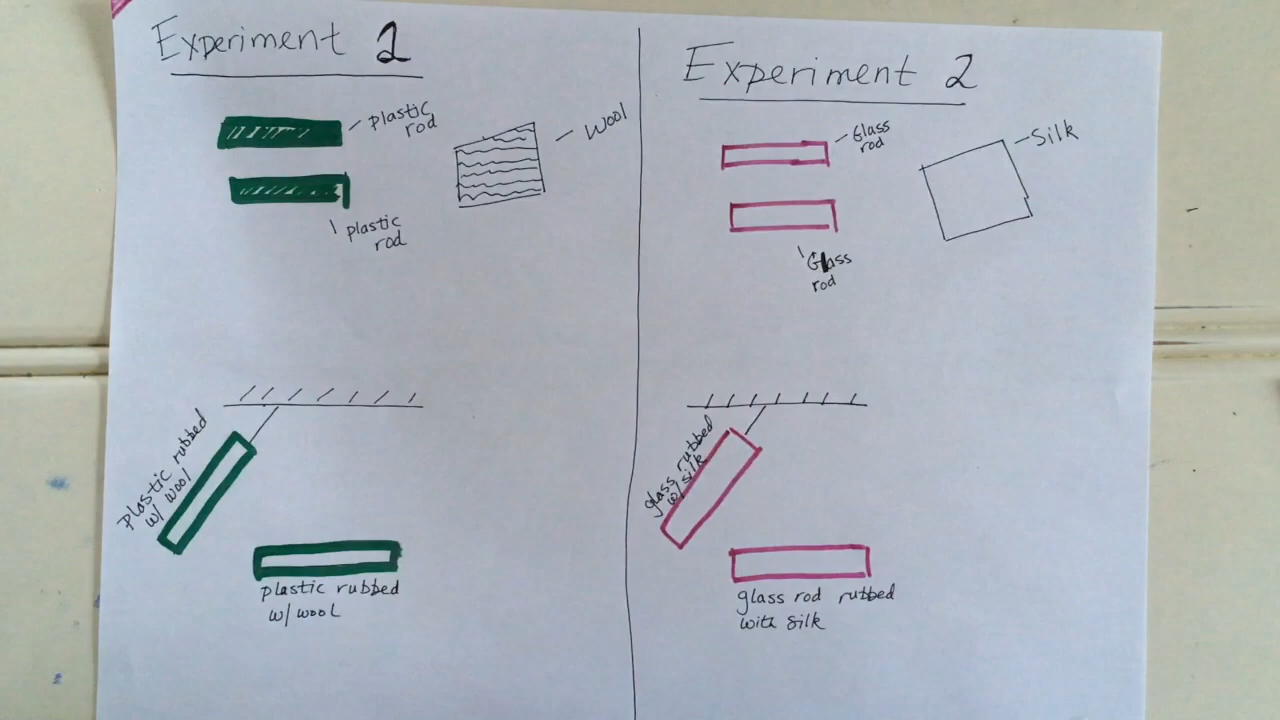 Experiment 1
plastic
rod
Wool
plastic
rod
plastic rubbed
w/ wool
plastic rubbed
w/wool
Experiment 2
Glass
rod
Silk
Glass
rod
glass rubbed
w/silk
glass rod rubbed
with silk